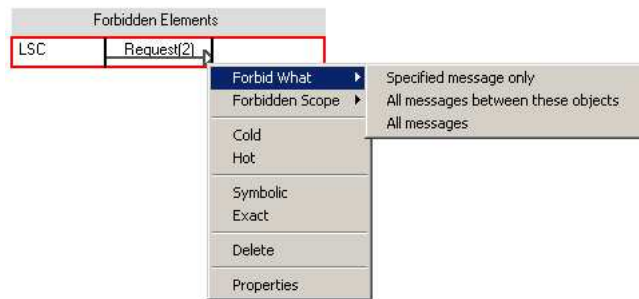 Forbidden Elements
LSC Request(2)
Forbid What
Forbidden Scope
Cold
Hot
Symbolic
Exact
Delete
Properties
Specified message only
All messages between these objects
All messages